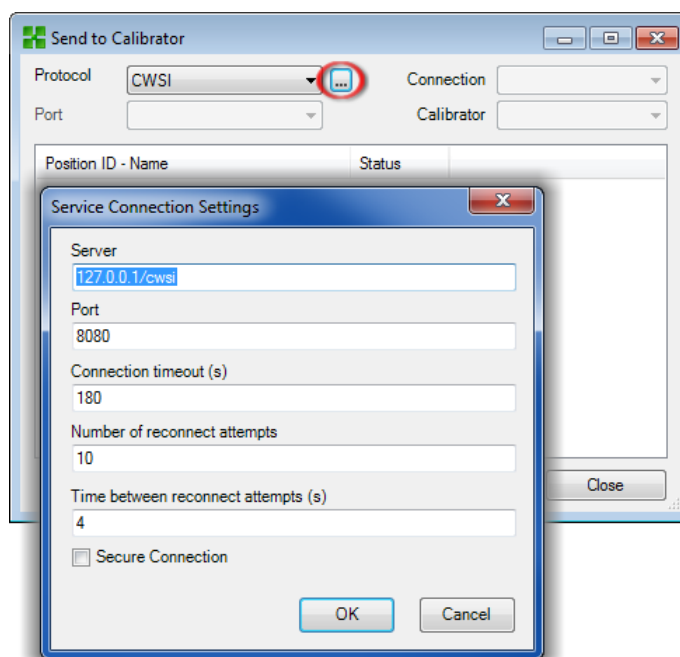 Send to Calibrator
Protocol CWSI ... Connection
Port Calibrator
Position ID - Name Status
Service Connection Settings
Server
127.0.0.1/cwsi
Port
8080
Connection timeout (s)
180
Number of reconnect attempts
10
Close
Time between reconnect attempts (s)
4
Secure Connection
OK Cancel